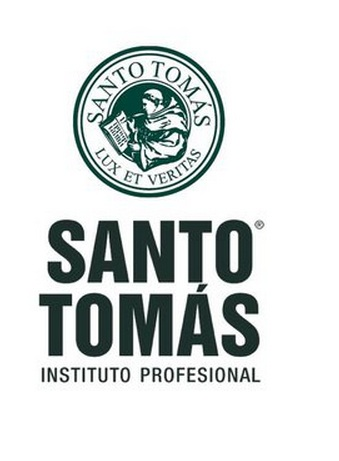 SANTO TOMÁS
LUX ET VERITAS
SANTO®
TOMÁS
INSTITUTO PROFESIONAL